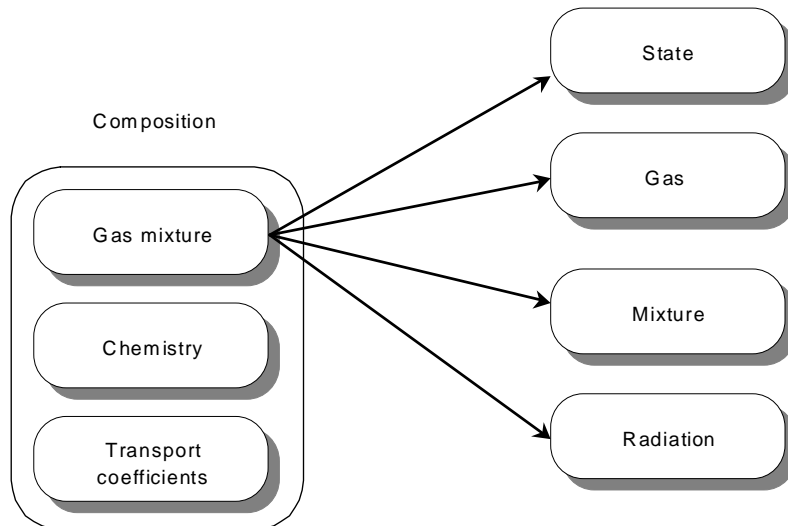 Composition
Gas mixture
Chemistry
Transport
coefficients
State
Gas
Mixture
Radiation